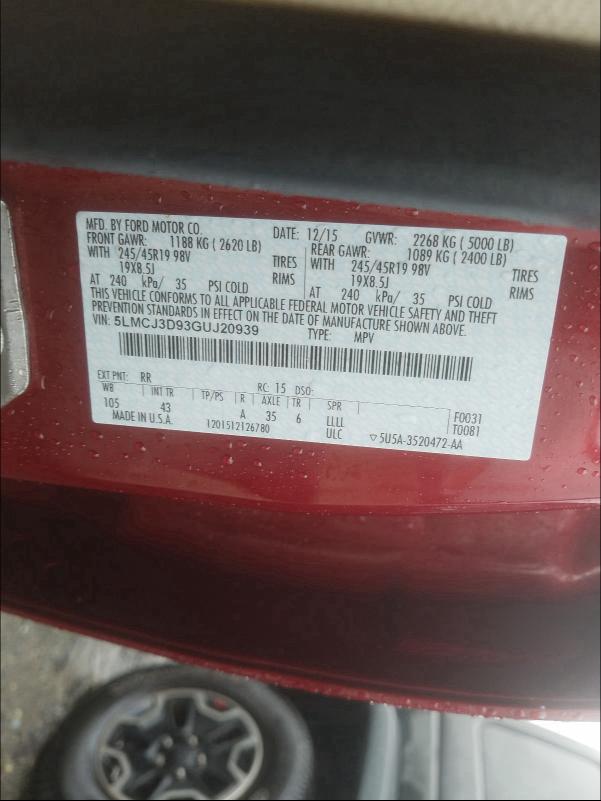 MFD. BY FORD MOTOR CO. DATE: 12/15 GVWR: 2268 KG ( 5000 LB)
FRONT GAWR: 1188 KG ( 2620 LB) REAR GAWR: 1089 KG ( 2400 LB)
WITH 245/45R19 98V TIRES WITH 245/45R19 98V TIRES
19X8.5J RIMS 19X8.5J RIMS
AT 240 kPa/ 35 PSI COLD AT 240 kPa/ 35 PSI COLD
THIS VEHICLE CONFORMS TO ALL APPLICABLE FEDERAL MOTOR VEHICLE SAFETY AND THEFT
PREVENTION STANDARDS IN EFFECT ON THE DATE OF MANUFACTURE SHOWN ABOVE.
VIN: 5LMCJ3D93GUJ20939 TYPE: MPV
EXT PNT: RR RC: 15 DSO:
WB INT TR TP/PS R AXLE TR SPR
105 43 A 35 6 LLLL F0031
MADE IN U.S.A. 1201512126780 ULC T0081
▽5U5A-3520472-AA